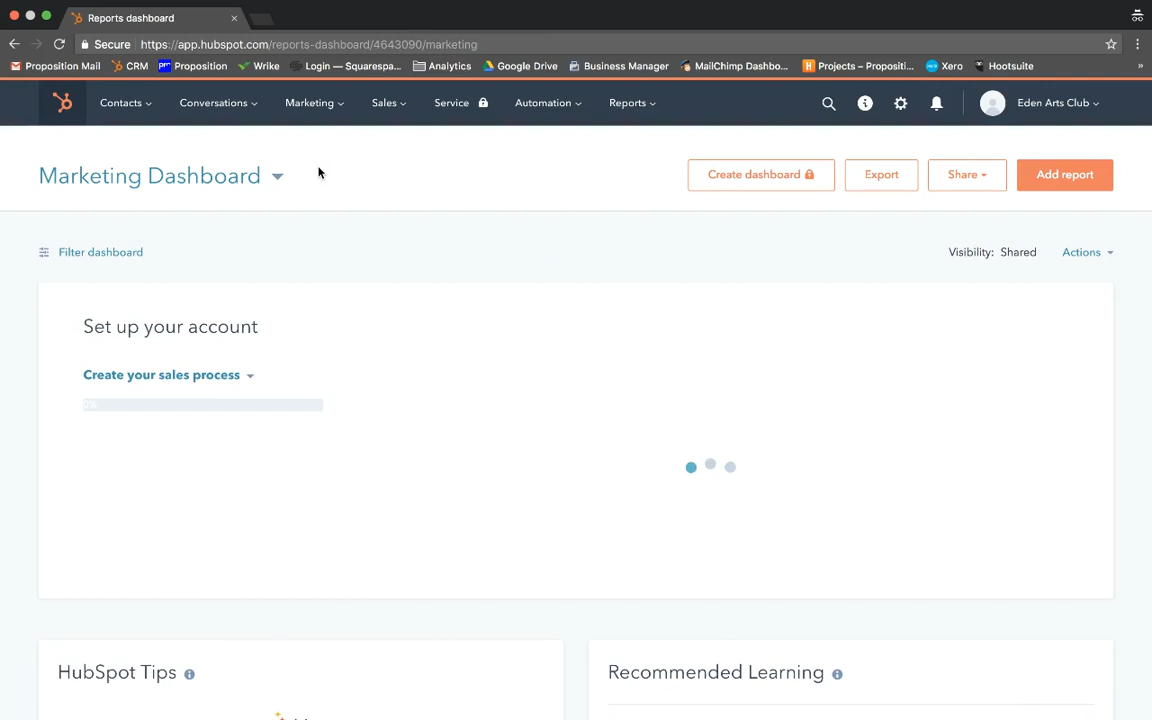 Reports dashboard
Secure https://app.hubspot.com/reports-dashboard/4643090/marketing
Proposition Mail CRM Proposition Wrike Login — Squarespa... Analytics Google Drive Business Manager MailChimp Dashbo... Projects – Propositi... Xero Hootsuite »
Contacts Conversations Marketing Sales Service Automation Reports Eden Arts Club
Marketing Dashboard Create dashboard Export Share Add report
Filter dashboard Visibility: Shared Actions
Set up your account
Create your sales process
0%
HubSpot Tips Recommended Learning